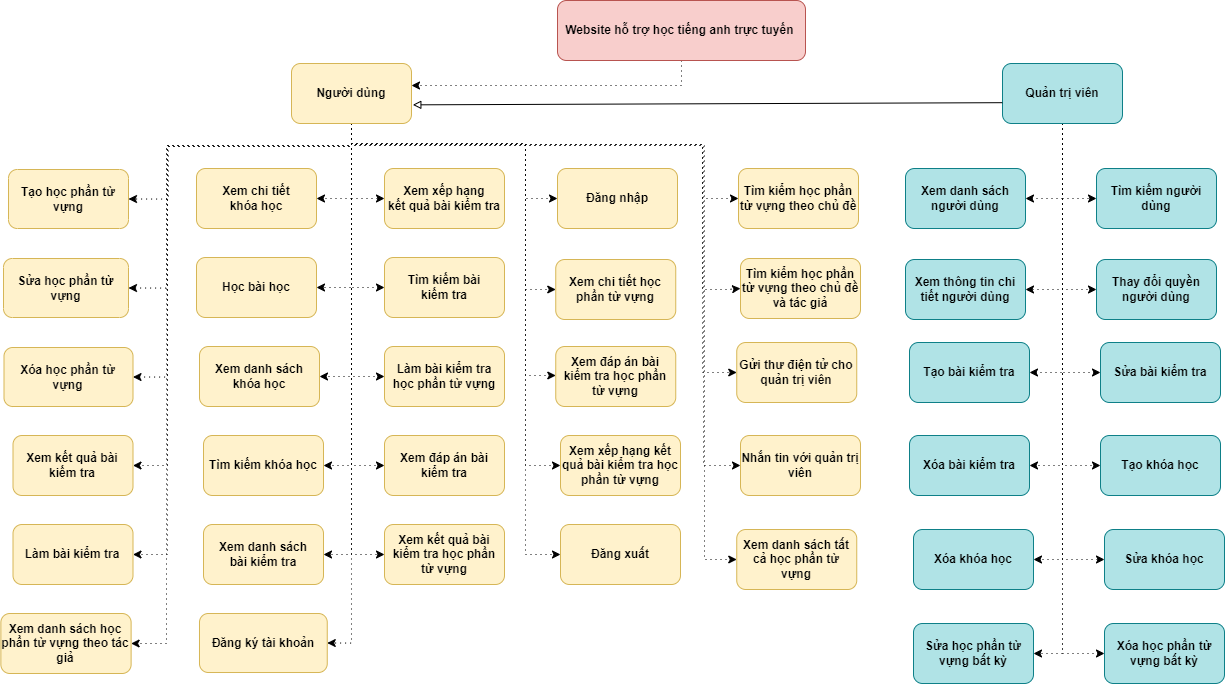 Website hỗ trợ học tiếng anh trực tuyến
Người dùng
Quản trị viên
Tạo học phần từ
vựng
Xem chi tiết
khóa học
Xem xếp hạng
kết quả bài kiểm tra
Đăng nhập
Tìm kiếm học phần
từ vựng theo chủ đề
Xem danh sách
người dùng
Tìm kiếm người
dùng
Sửa học phần từ
vựng
Học bài học
Tìm kiếm bài
kiểm tra
Xem chi tiết học
phần từ vựng
Tìm kiếm học phần
từ vựng theo chủ đề
và tác giả
Xem thông tin chi
tiết người dùng
Thay đổi quyền
người dùng
Xóa học phần từ
vựng
Xem danh sách
khóa học
Làm bài kiểm tra
học phần từ vựng
Xem đáp án bài
kiểm tra học phần
từ vựng
Gửi thư điện tử cho
quản trị viên
Tạo bài kiểm tra
Sửa bài kiểm tra
Xem kết quả bài
kiểm tra
Tìm kiếm khóa học
Xem đáp án bài
kiểm tra
Xem xếp hạng kết
quả bài kiểm tra học
phần từ vựng
Nhắn tin với quản trị
viên
Xóa bài kiểm tra
Tạo khóa học
Làm bài kiểm tra
Xem danh sách
bài kiểm tra
Xem kết quả bài
kiểm tra học phần
từ vựng
Đăng xuất
Xem danh sách tất
cả học phần từ
vựng
Xóa khóa học
Sửa khóa học
Xem danh sách học
phần từ vựng theo tác
giả
Đăng ký tài khoản
Sửa học phần từ
vựng bất kỳ
Xóa học phần từ
vựng bất kỳ